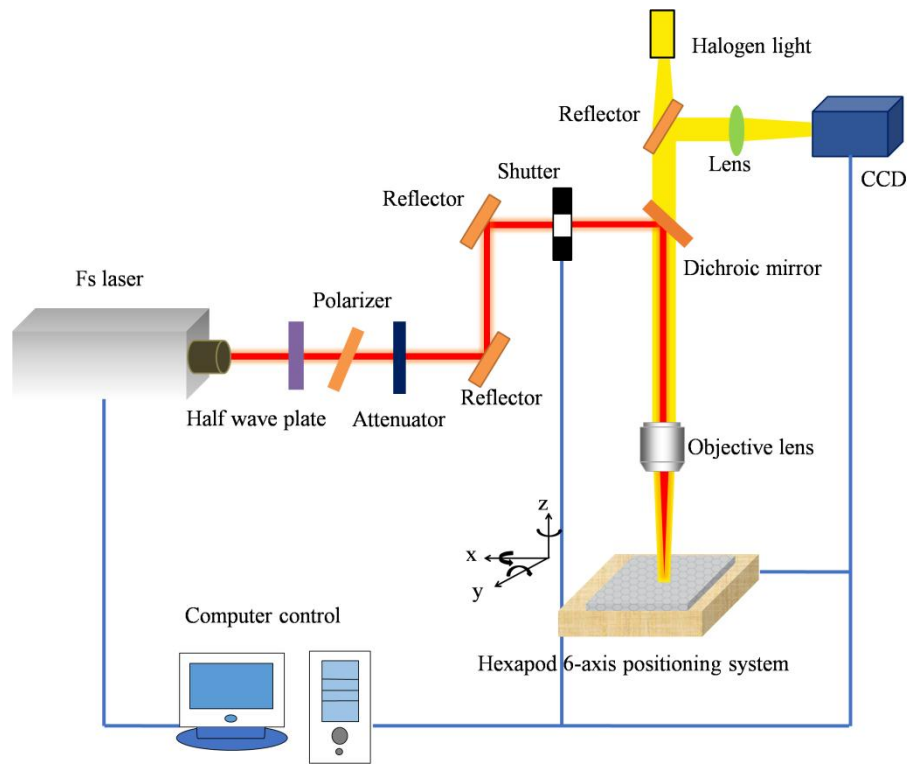 Halogen light
Reflector
Lens
CCD
Shutter
Reflector
Dichroic mirror
Fs laser
Polarizer
Half wave plate
Attenuator
Reflector
Objective lens
z
x
y
Computer control
Hexapod 6-axis positioning system